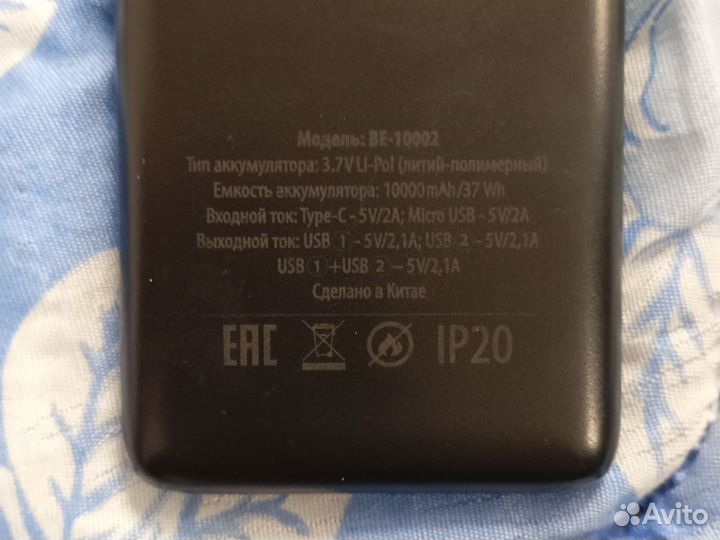 Модель: BE-10002
Тип аккумулятора: 3.7V LI-Pol (литий-полимерный)
Емкость аккумулятора: 10000mAh/37 Wh
Входной ток: Type-C - 5V/2A; Micro USB - 5V/2A
Выходной ток: USB 1 - 5V/2,1A; USB 2 - 5V/2,1A
USB 1 +USB 2 – 5V/2,1A
Сделано в Китае
EAC IP20
Avito